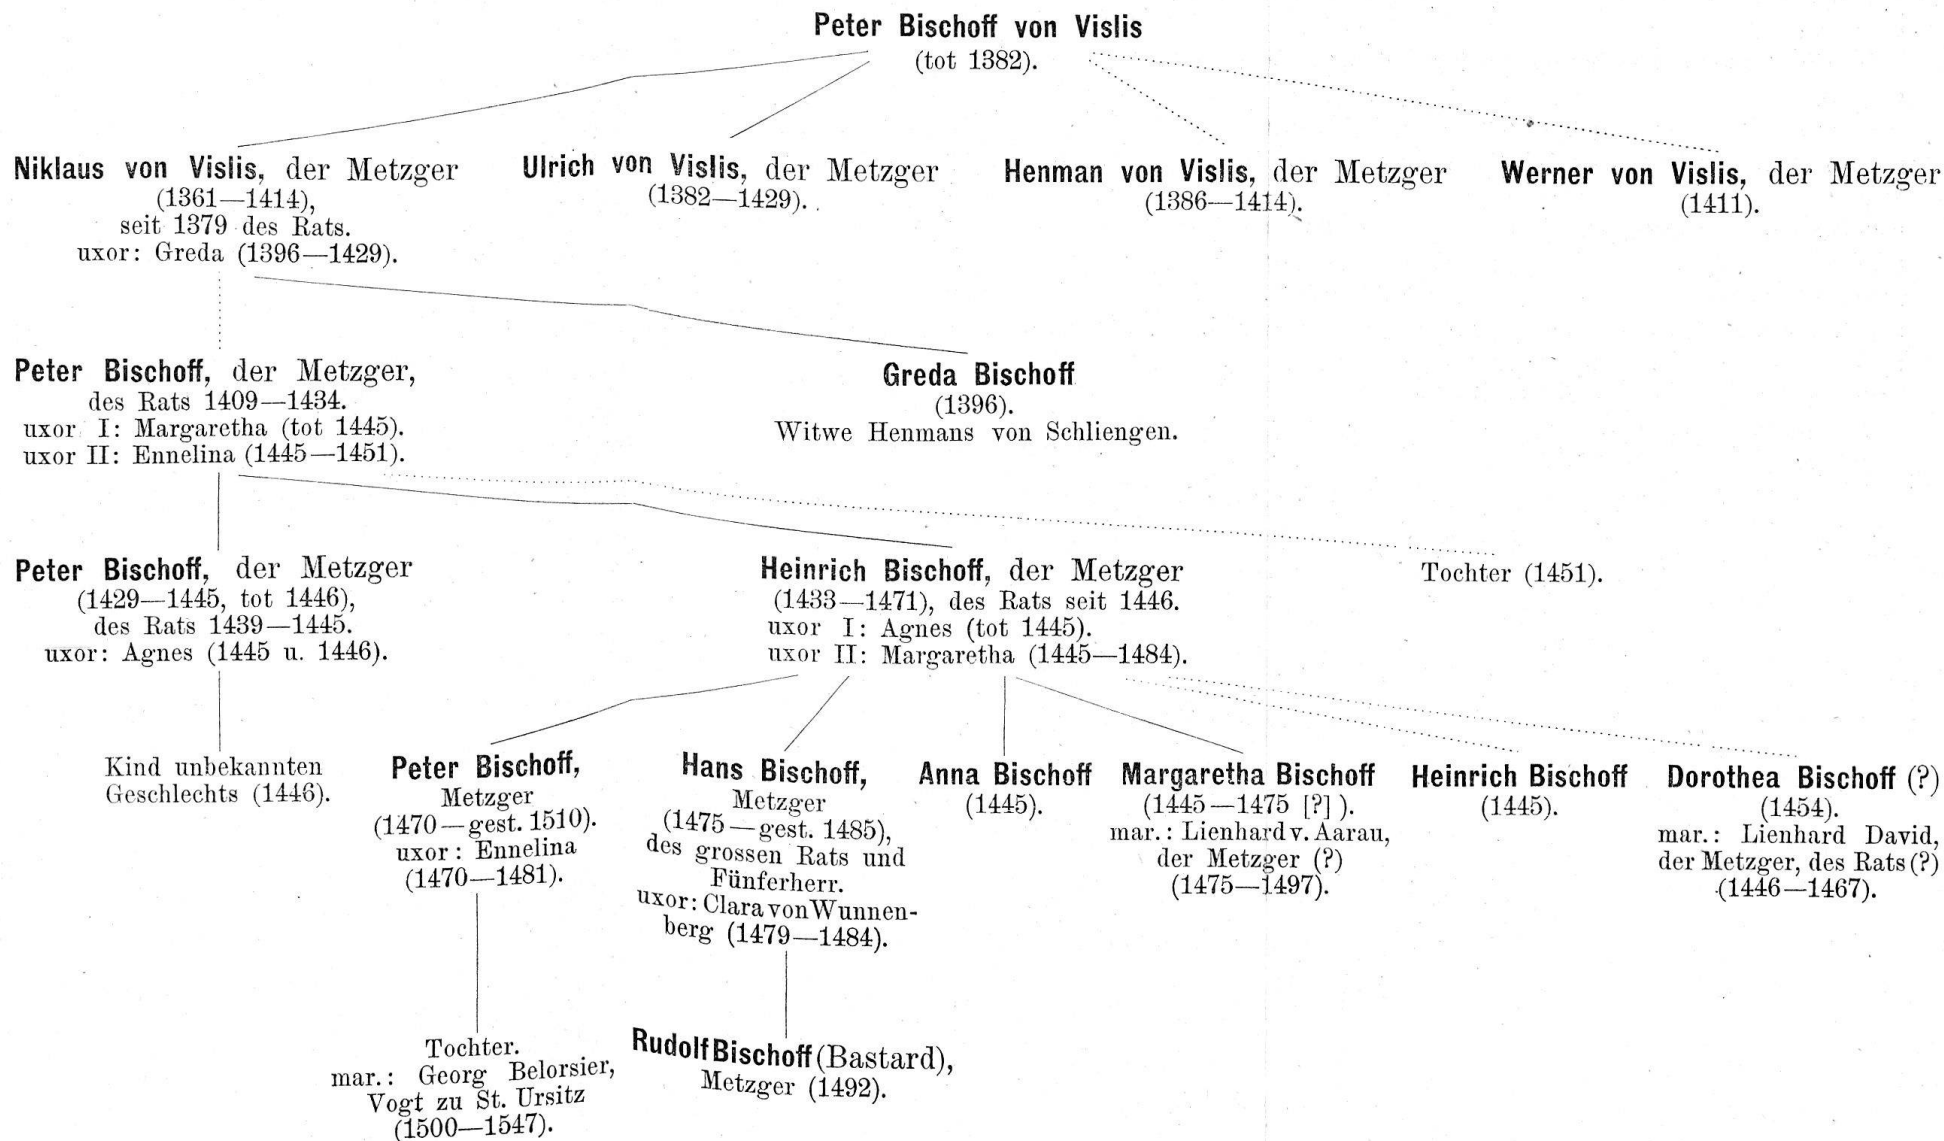 Peter Bischoff von Vislis
(tot 1382).
Niklaus von Vislis, der Metzger
(1361—1414),
seit 1379 des Rats.
uxor: Greda (1396—1429).
Ulrich von Vislis, der Metzger
(1382—1429).
Henman von Vislis, der Metzger
(1386—1414).
Werner von Vislis, der Metzger
(1411).
Peter Bischoff, der Metzger,
des Rats 1409—1434.
uxor I: Margaretha (tot 1445).
uxor II: Ennelina (1445—1451).
Greda Bischoff
(1396).
Witwe Henmans von Schliengen.
Peter Bischoff, der Metzger
(1429—1445, tot 1446),
des Rats 1439—1445.
uxor: Agnes (1445 u. 1446).
Heinrich Bischoff, der Metzger
(1433—1471), des Rats seit 1446.
uxor I: Agnes (tot 1445).
uxor II: Margaretha (1445—1484).
Tochter (1451).
Kind unbekannten
Geschlechts (1446).
Peter Bischoff,
Metzger
(1470—gest. 1510).
uxor: Ennelina
(1470—1481).
Hans Bischoff,
Metzger
(1475—gest. 1485),
des grossen Rats und
Fünferherr.
uxor: Clara von Wunnen-
berg (1479—1484).
Anna Bischoff
(1445).
Margaretha Bischoff
(1445—1475 [?]).
mar.: Lienhard v. Aarau,
der Metzger (?)
(1475—1497).
Heinrich Bischoff
(1445).
Dorothea Bischoff (?)
(1454).
mar.: Lienhard David,
der Metzger, des Rats (?)
(1446—1467).
Tochter.
mar.: Georg Belorsier,
Vogt zu St. Ursitz
(1500—1547).
Rudolf Bischoff (Bastard),
Metzger (1492).